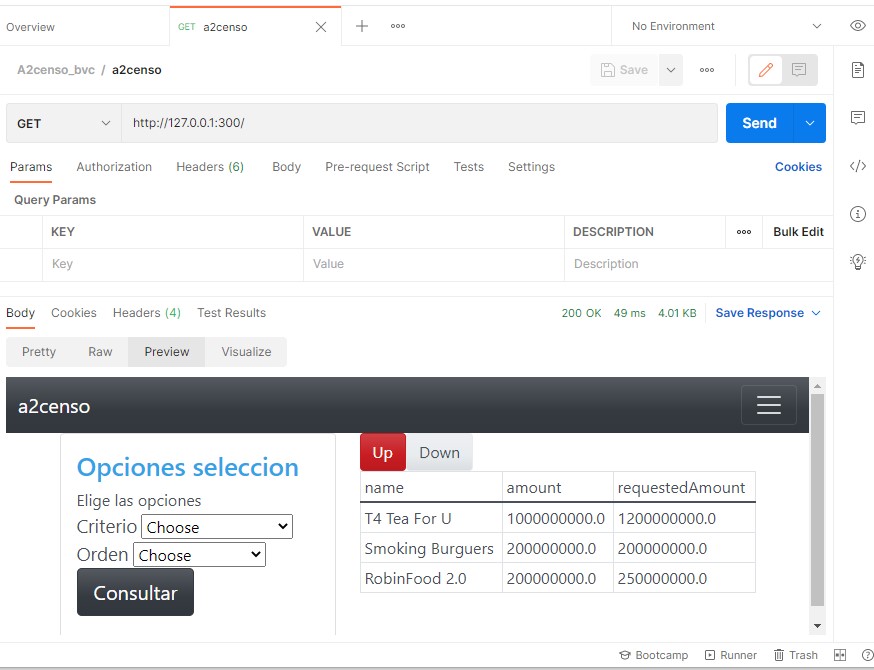 Overview
GET a2censo
No Environment
A2censo_bvc / a2censo
Save
GET
http://127.0.0.1:300/
Send
Params Authorization Headers (6) Body Pre-request Script Tests Settings Cookies
Query Params
KEY VALUE DESCRIPTION Bulk Edit
Key Value Description
Body Cookies Headers (4) Test Results 200 OK 49 ms 4.01 KB Save Response
Pretty Raw Preview Visualize
a2censo
Opciones seleccion
Elige las opciones
Criterio Choose
Orden Choose
Consultar
Up Down
name amount requestedAmount
T4 Tea For U 1000000000.0 1200000000.0
Smoking Burguers 200000000.0 200000000.0
RobinFood 2.0 200000000.0 250000000.0
Bootcamp Runner Trash